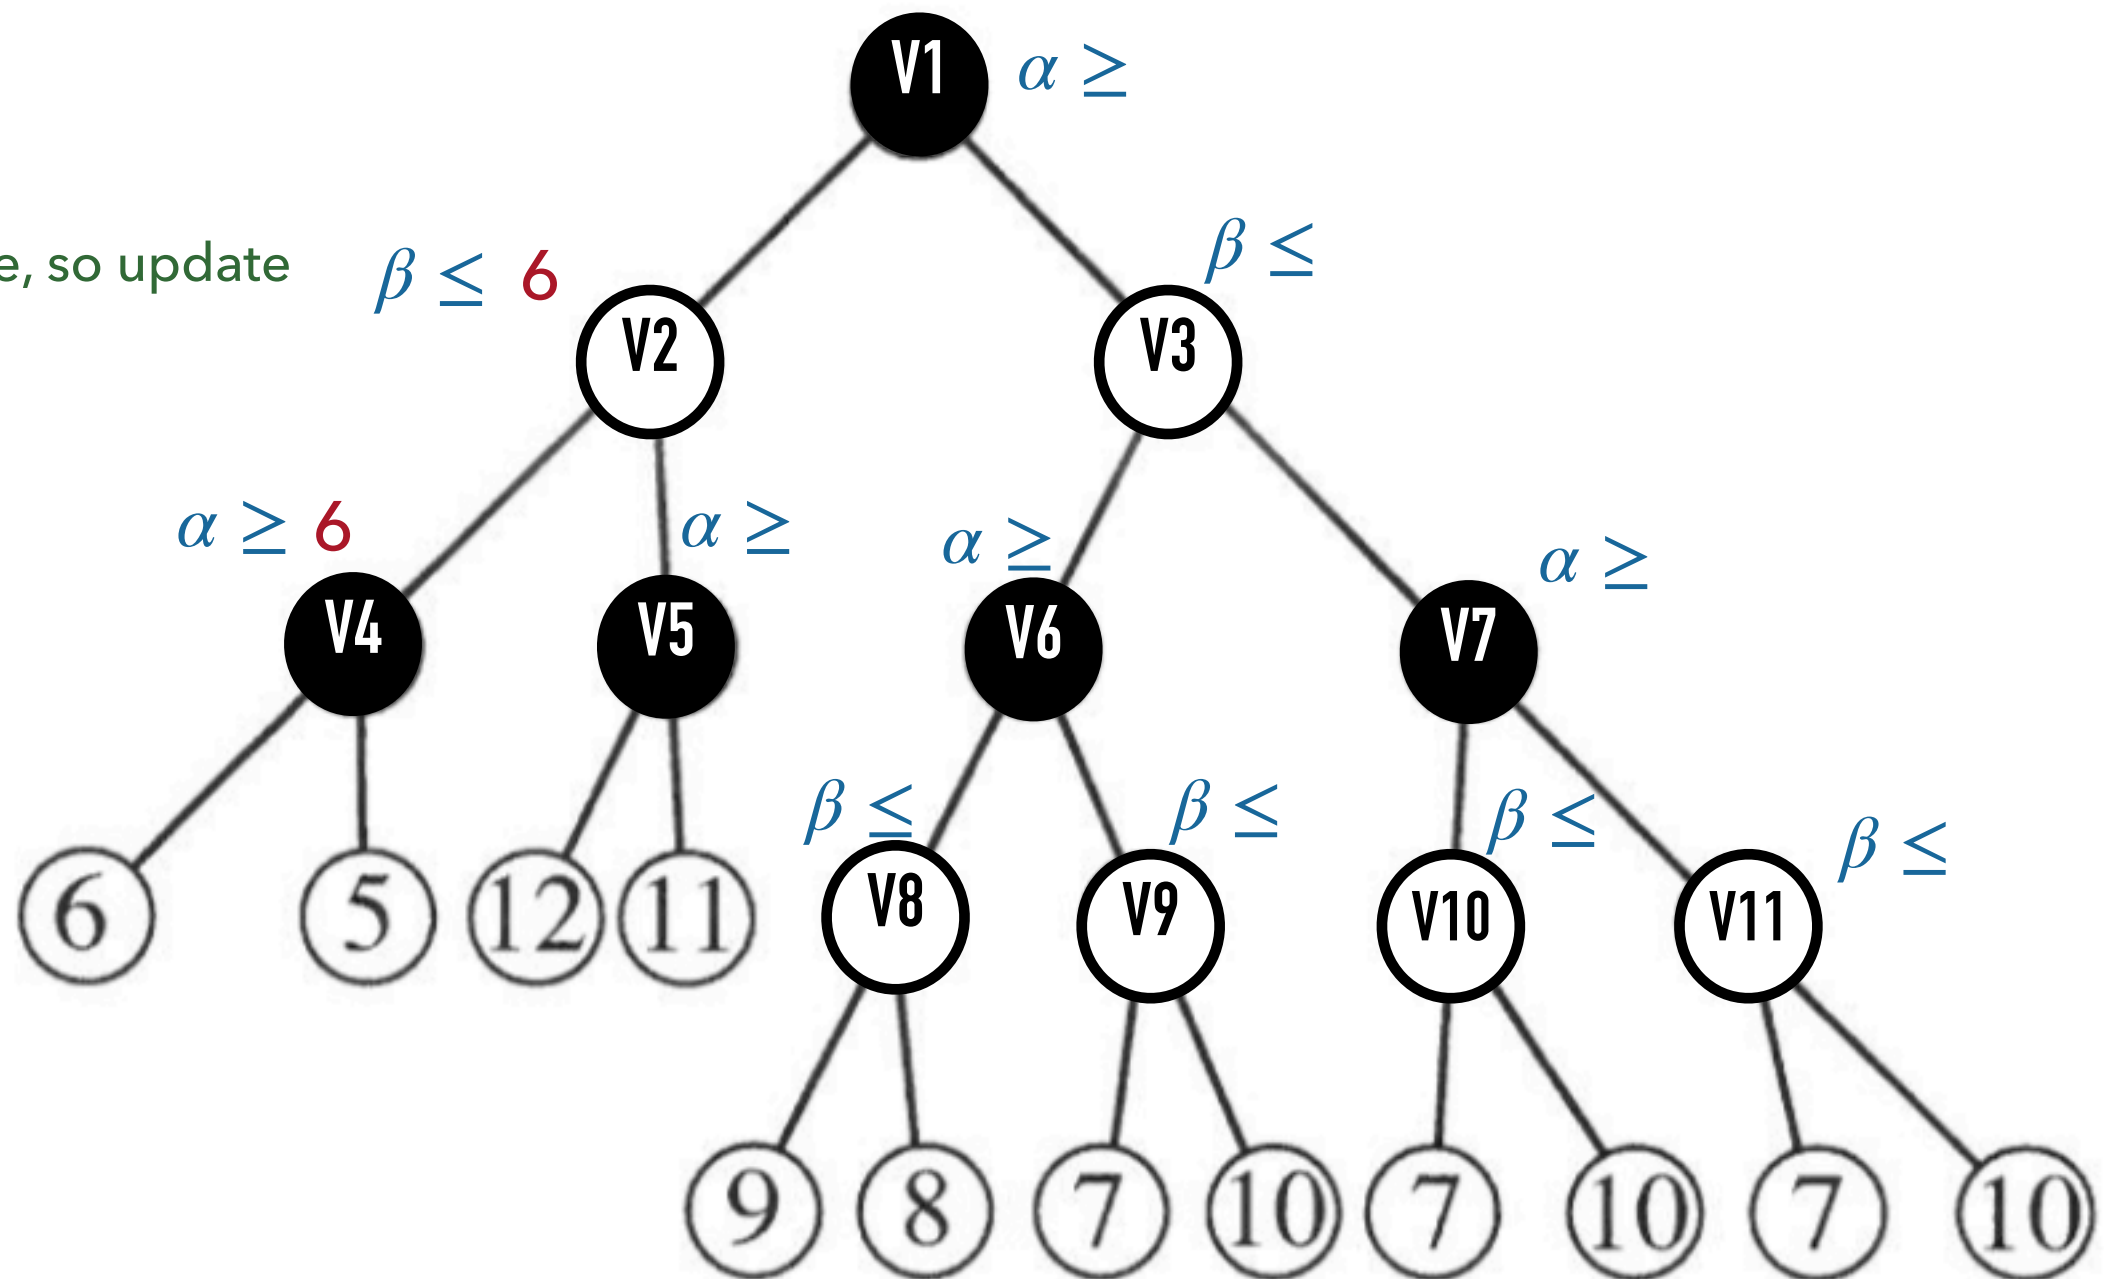 V1 α ≥
e, so update β ≤ 6 β ≤
V2 V3
α ≥ 6 α ≥ α ≥ α ≥
V4 V5 V6 V7
β ≤ β ≤ β ≤ β ≤
6 5 12 11 V8 V9 V10 V11
9 8 7 10 7 10 7 10